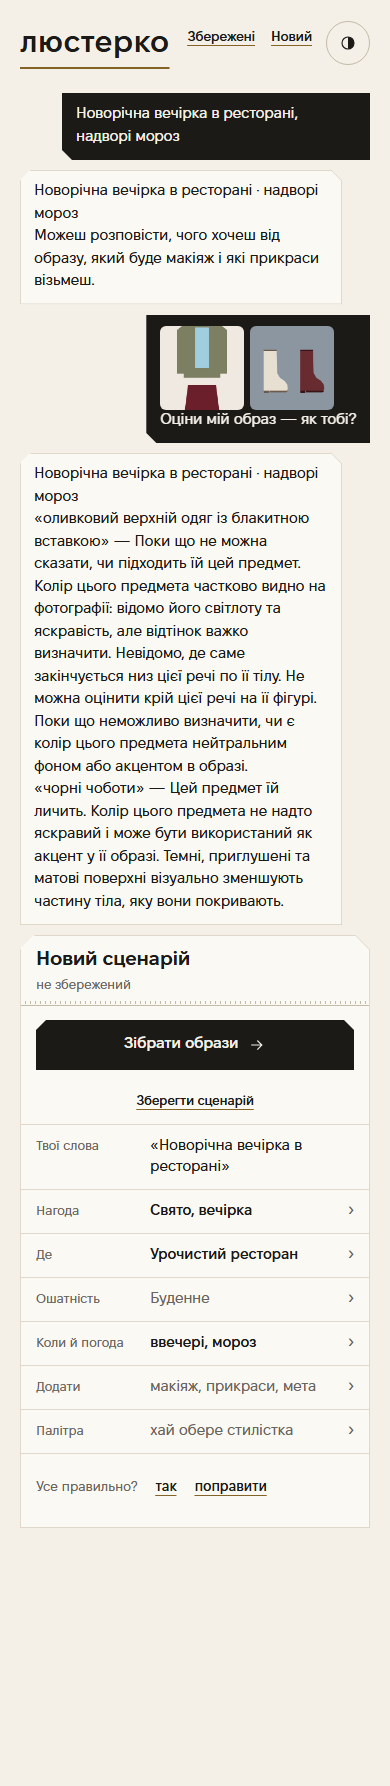 люстерко
Збережені
Новий
Новорічна вечірка в ресторані,
надворі мороз
Новорічна вечірка в ресторані · надворі
мороз
Можеш розповісти, чого хочеш від
образу, який буде макіяж і які прикраси
візьмеш.
Оціни мій образ — як тобі?
Новорічна вечірка в ресторані · надворі
мороз
«оливковий верхній одяг із блакитною
вставкою» — Поки що не можна
сказати, чи підходить їй цей предмет.
Колір цього предмета частково видно на
фотографії: відомо його світлоту та
яскравість, але відтінок важко
визначити. Невідомо, де саме
закінчується низ цієї речі по її тілу. Не
можна оцінити крій цієї речі на її фігурі.
Поки що неможливо визначити, чи є
колір цього предмета нейтральним
фоном або акцентом в образі.
«чорні чоботи» — Цей предмет їй
личить. Колір цього предмета не надто
яскравий і може бути використаний як
акцент у її образі. Темні, приглушені та
матові поверхні візуально зменшують
частину тіла, яку вони покривають.
Новий сценарій
не збережений
Зібрати образи →
Зберегти сценарій
Твої слова
«Новорічна вечірка в
ресторані»
Нагода
Свято, вечірка ›
Де
Урочистий ресторан ›
Ошатність
Буденне ›
Коли й погода
ввечері, мороз ›
Додати
макіяж, прикраси, мета ›
Палітра
хай обере стилістка ›
Усе правильно? так поправити